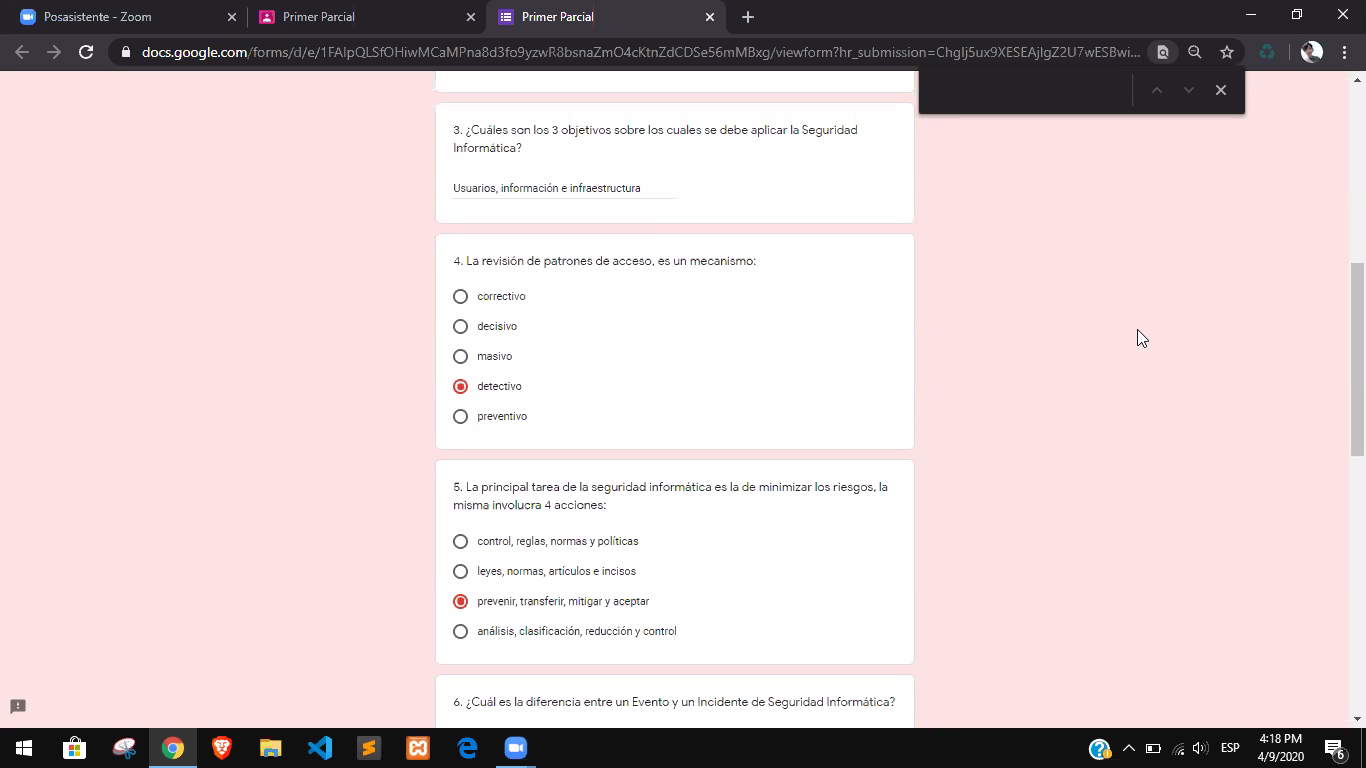 Posasistente - Zoom
Primer Parcial
Primer Parcial
docs.google.com/forms/d/e/1FAIpQLSfOHiwMCaMPna8d3fo9yzwR8bsnaZmO4cKtnZdCDSe56mMBxg/viewform?hr_submission=ChgIj5ux9XESEAjIgZ2U7wESBwi...
3. ¿Cuáles son los 3 objetivos sobre los cuales se debe aplicar la Seguridad
Informática?
Usuarios, información e infraestructura
4. La revisión de patrones de acceso, es un mecanismo:
correctivo
decisivo
masivo
detectivo
preventivo
5. La principal tarea de la seguridad informática es la de minimizar los riesgos, la
misma involucra 4 acciones:
control, reglas, normas y políticas
leyes, normas, artículos e incisos
prevenir, transferir, mitigar y aceptar
análisis, clasificación, reducción y control
6. ¿Cuál es la diferencia entre un Evento y un Incidente de Seguridad Informática?
ESP
4:18 PM
4/9/2020
6